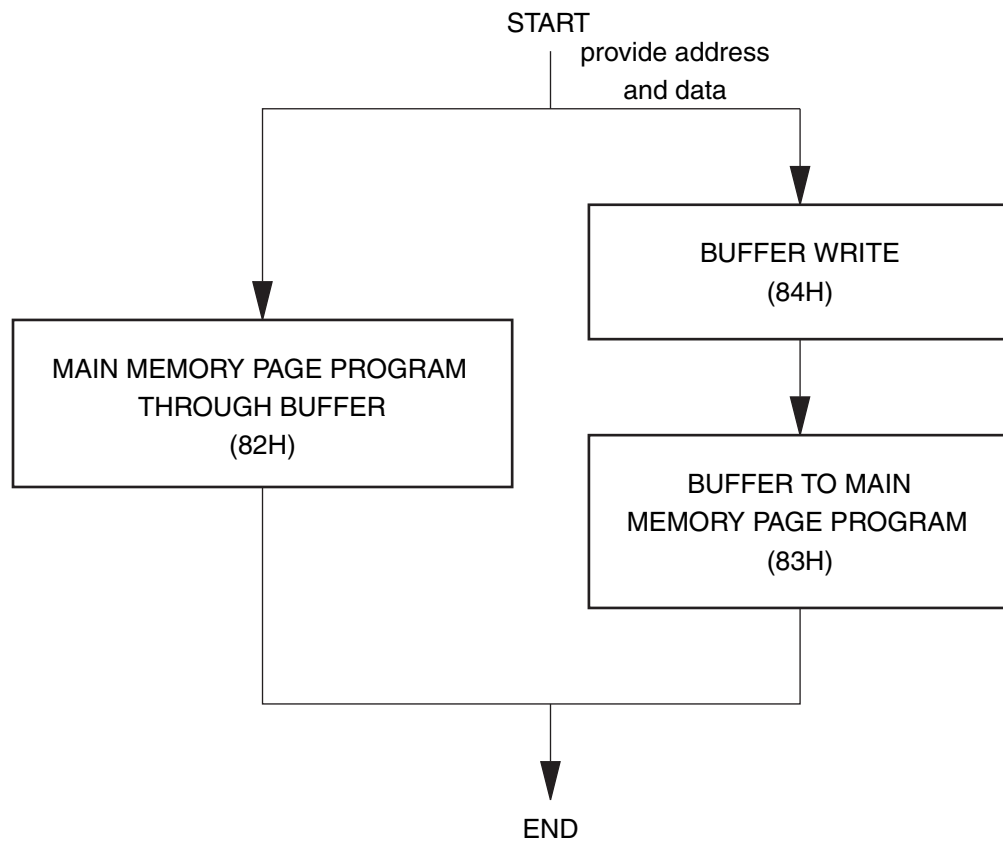 START
provide address
and data
BUFFER WRITE
(84H)
MAIN MEMORY PAGE PROGRAM
THROUGH BUFFER
(82H)
BUFFER TO MAIN
MEMORY PAGE PROGRAM
(83H)
END